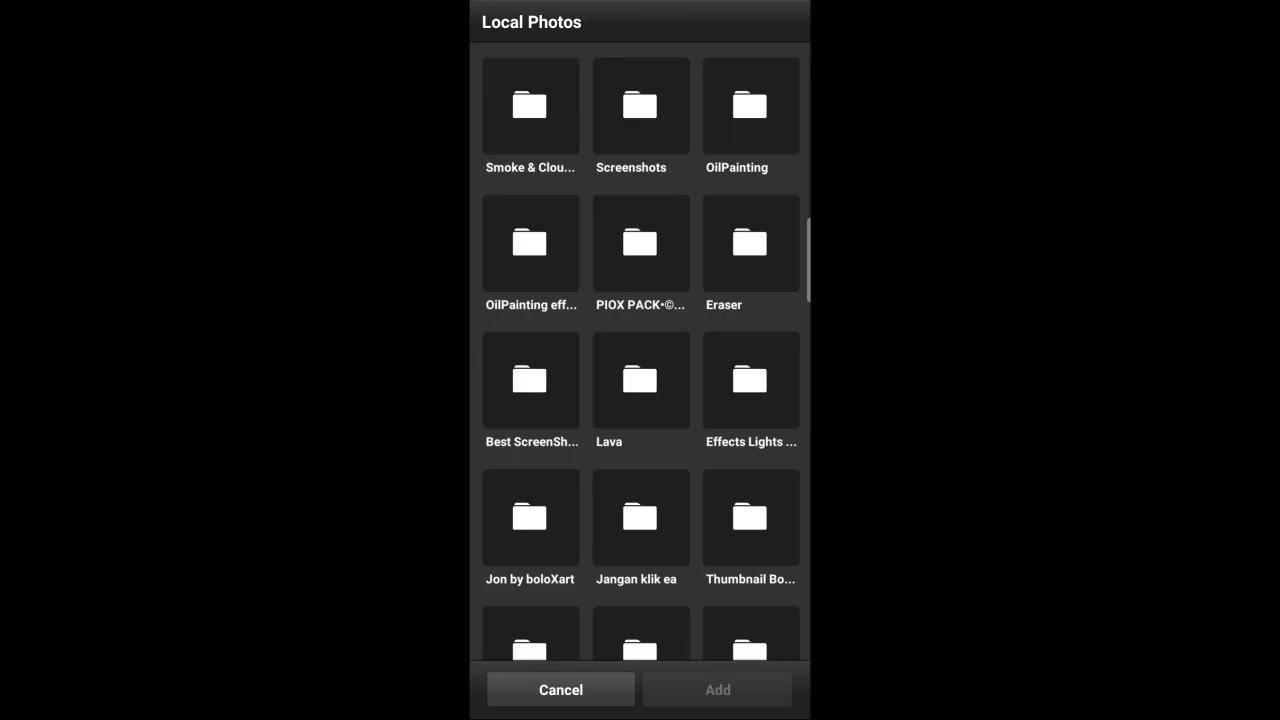 Local Photos
Smoke & Clou...
Screenshots
OilPainting
OilPainting eff...
PIOX PACK•©...
Eraser
Best ScreenSh...
Lava
Effects Lights ...
Jon by boloXart
Jangan klik ea
Thumbnail Bo...
Cancel
Add